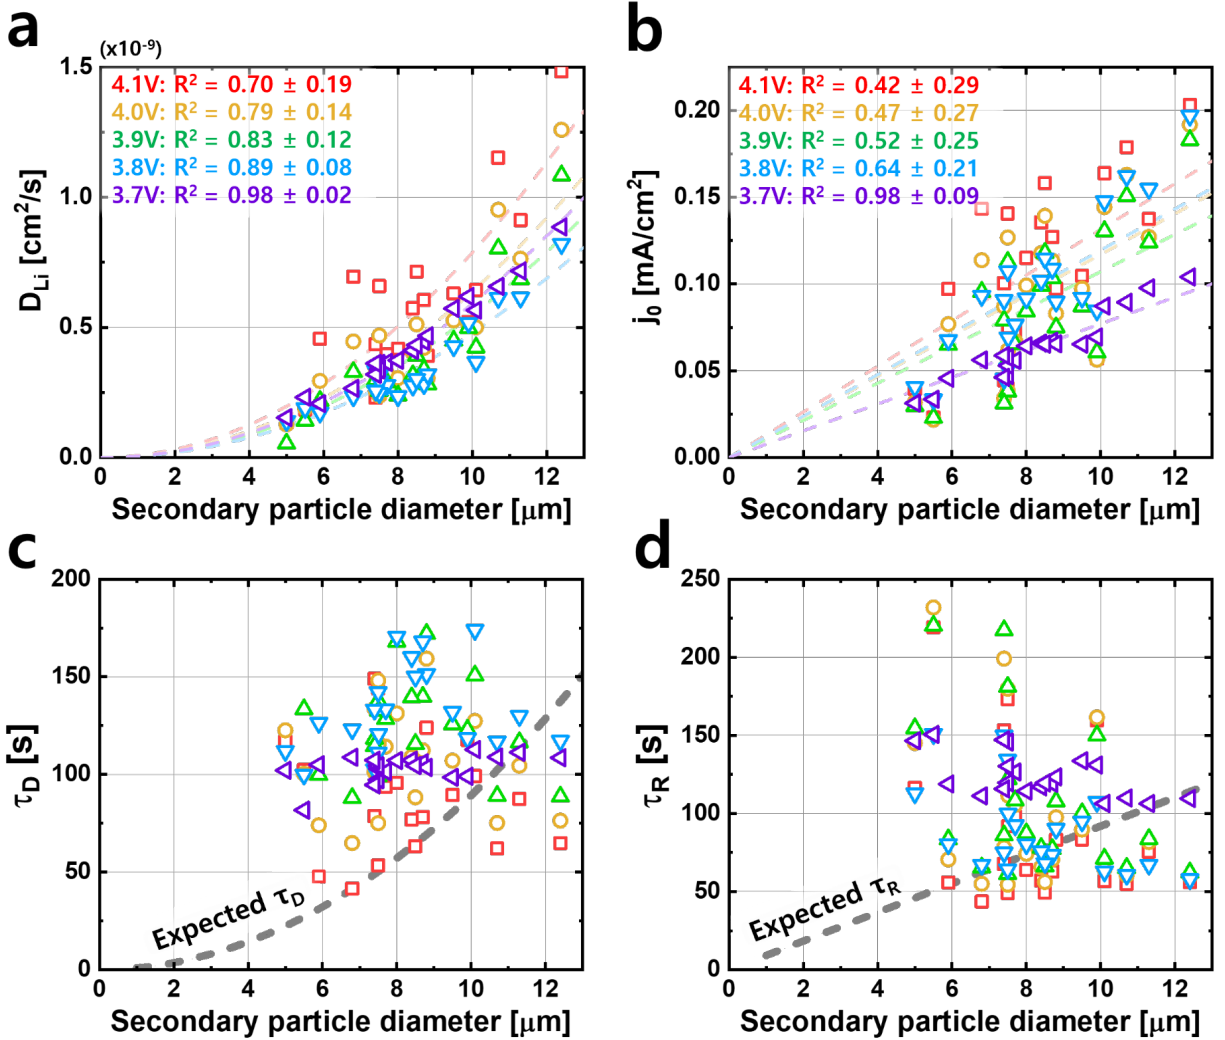 a
(x10⁻⁹)
1.5
1.0
0.5
0.0
D_Li [cm²/s]
4.1V: R² = 0.70 ± 0.19
4.0V: R² = 0.79 ± 0.14
3.9V: R² = 0.83 ± 0.12
3.8V: R² = 0.89 ± 0.08
3.7V: R² = 0.98 ± 0.02
0 2 4 6 8 10 12
Secondary particle diameter [μm]
b
0.20
0.15
0.10
0.05
0.00
j₀ [mA/cm²]
4.1V: R² = 0.42 ± 0.29
4.0V: R² = 0.47 ± 0.27
3.9V: R² = 0.52 ± 0.25
3.8V: R² = 0.64 ± 0.21
3.7V: R² = 0.98 ± 0.09
0 2 4 6 8 10 12
Secondary particle diameter [μm]
c
200
150
100
50
0
τ_D [s]
Expected τ_D
0 2 4 6 8 10 12
Secondary particle diameter [μm]
d
250
200
150
100
50
0
τ_R [s]
Expected τ_R
0 2 4 6 8 10 12
Secondary particle diameter [μm]